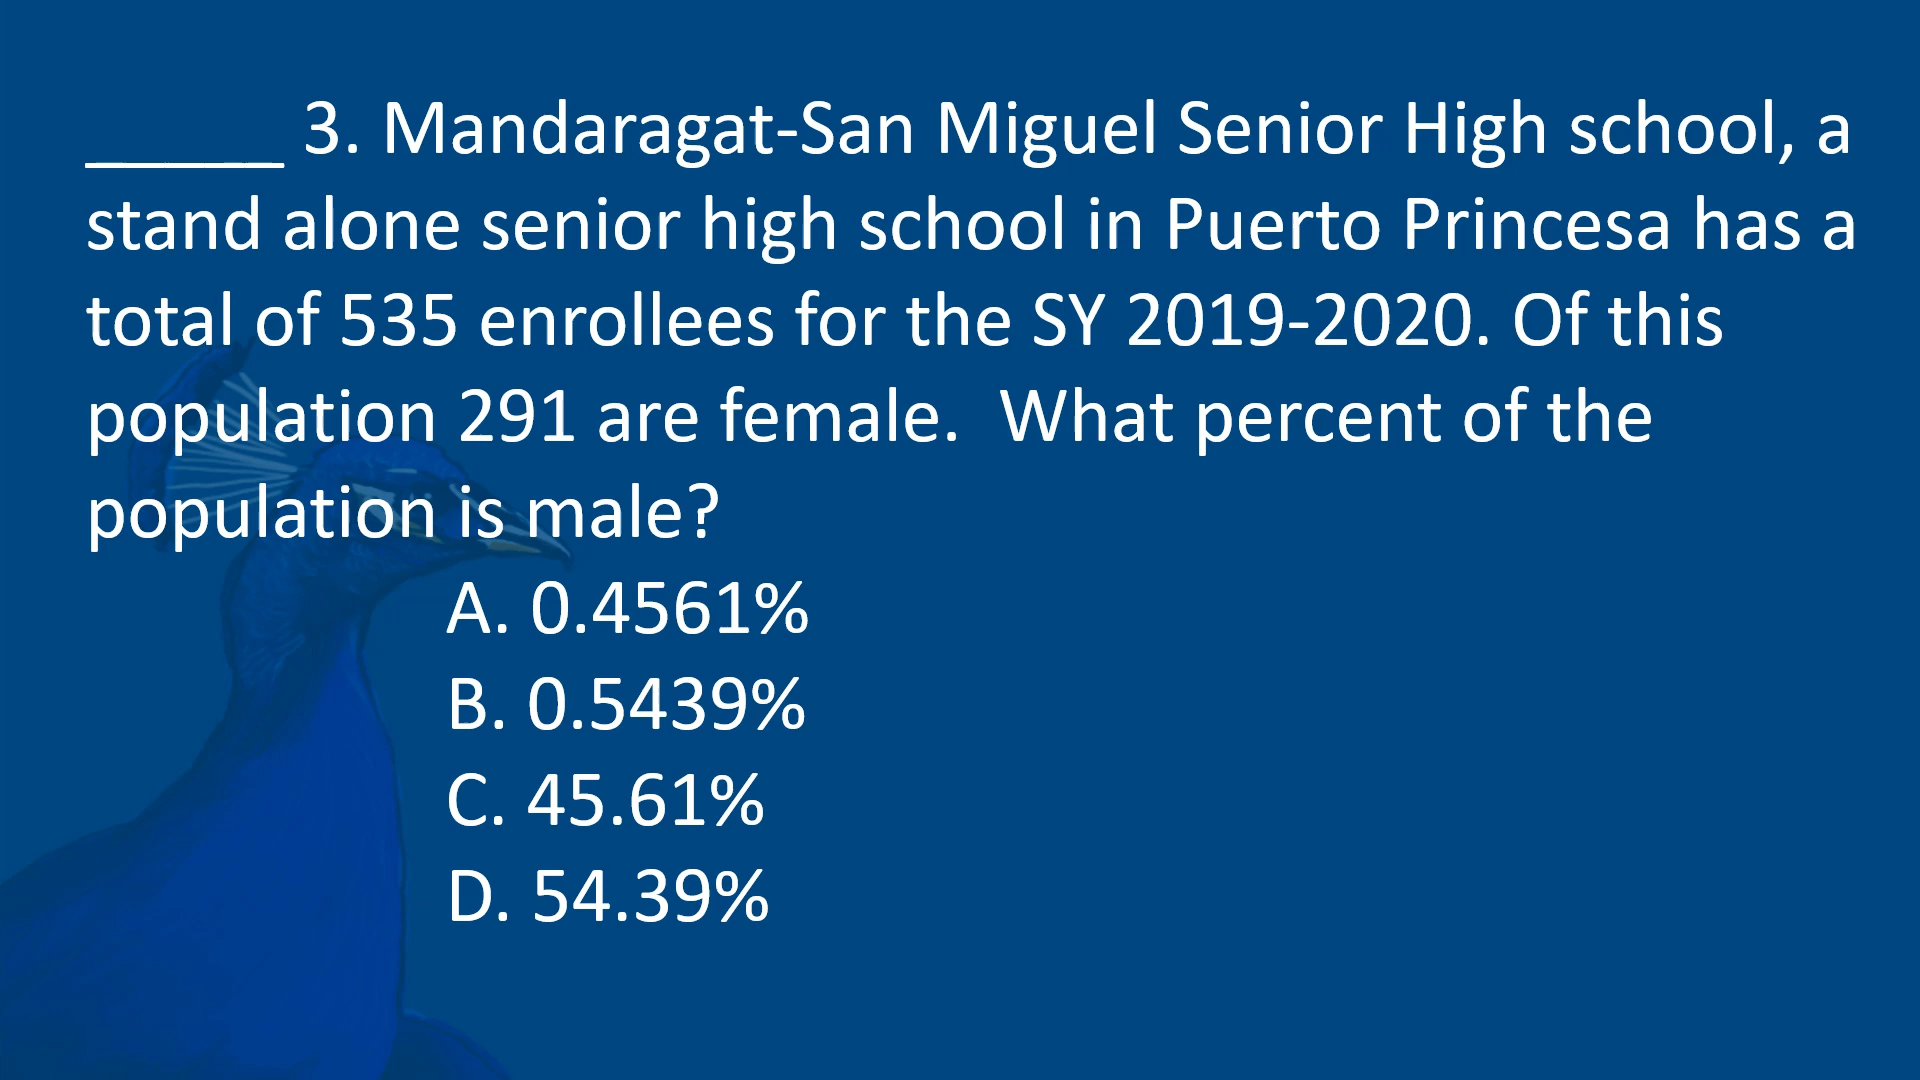 _____ 3. Mandaragat-San Miguel Senior High school, a
stand alone senior high school in Puerto Princesa has a
total of 535 enrollees for the SY 2019-2020. Of this
population 291 are female.  What percent of the
population is male?
A. 0.4561%
B. 0.5439%
C. 45.61%
D. 54.39%